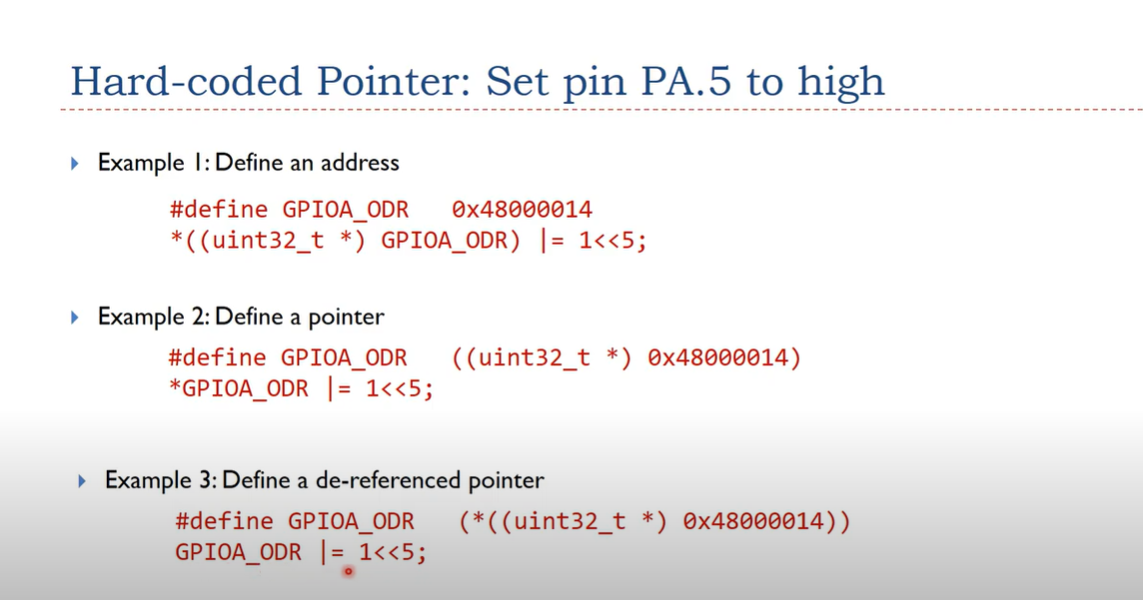 Hard-coded Pointer: Set pin PA.5 to high
Example 1: Define an address
#define GPIOA_ODR 0x48000014
*((uint32_t *) GPIOA_ODR) |= 1<<5;
Example 2: Define a pointer
#define GPIOA_ODR ((uint32_t *) 0x48000014)
*GPIOA_ODR |= 1<<5;
Example 3: Define a de-referenced pointer
#define GPIOA_ODR (*((uint32_t *) 0x48000014))
GPIOA_ODR |= 1<<5;